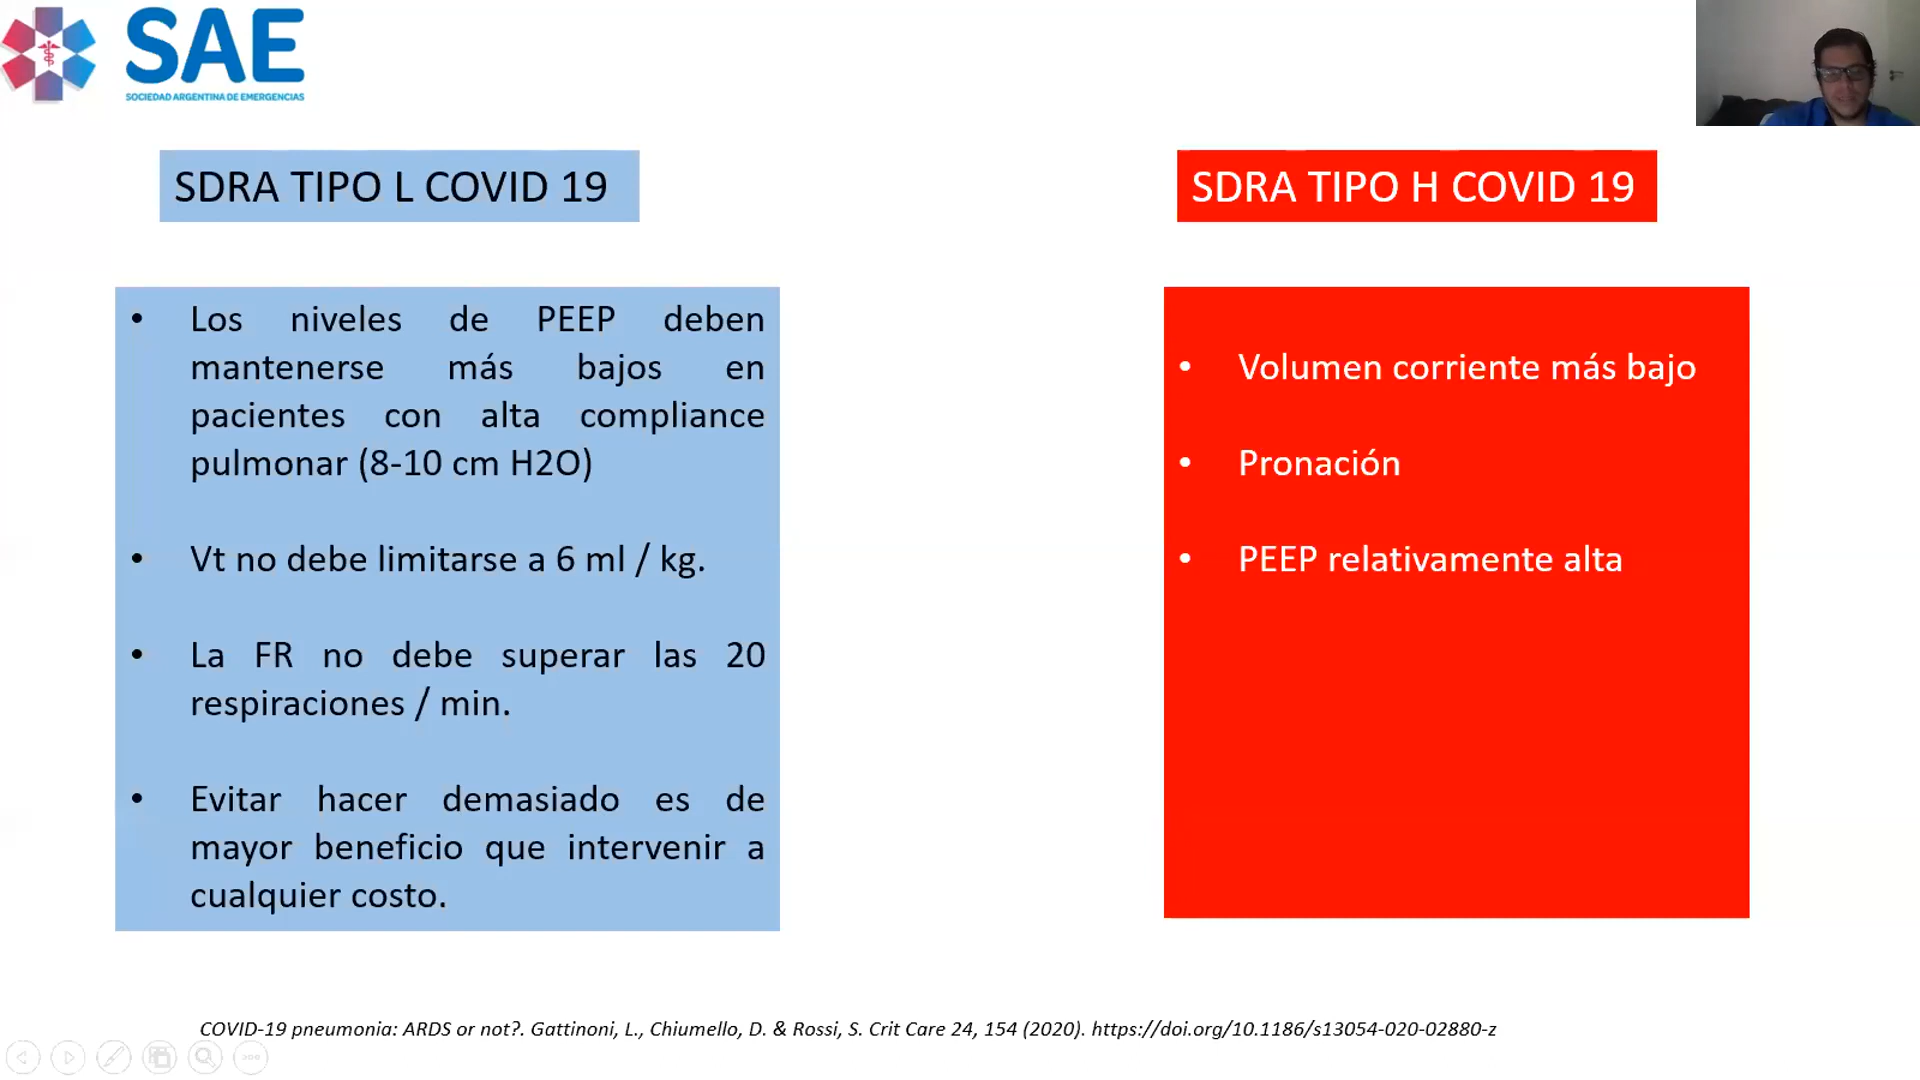 SAE
SOCIEDAD ARGENTINA DE EMERGENCIAS
SDRA TIPO L COVID 19
SDRA TIPO H COVID 19
• Los niveles de PEEP deben
mantenerse más bajos en
pacientes con alta compliance
pulmonar (8-10 cm H2O)
• Vt no debe limitarse a 6 ml / kg.
• La FR no debe superar las 20
respiraciones / min.
• Evitar hacer demasiado es de
mayor beneficio que intervenir a
cualquier costo.
• Volumen corriente más bajo
• Pronación
• PEEP relativamente alta
COVID-19 pneumonia: ARDS or not?. Gattinoni, L., Chiumello, D. & Rossi, S. Crit Care 24, 154 (2020). https://doi.org/10.1186/s13054-020-02880-z